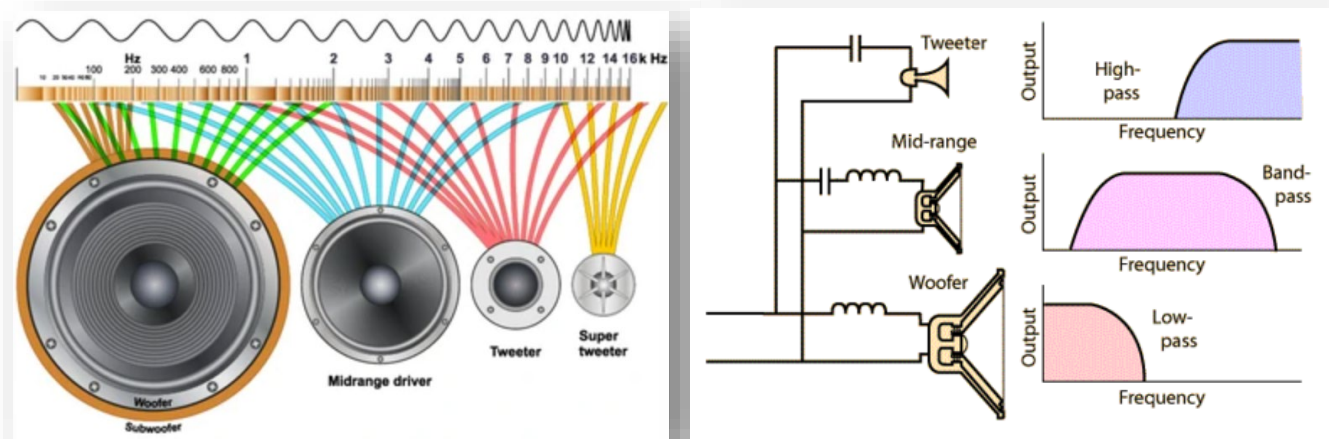 Hz 1 2 3 4 5 6 7 8 9 10 12 14 16 k Hz
100 200 300 400 600 800
Woofer
Subwoofer
Midrange driver
Tweeter
Super
tweeter
Tweeter
Mid-range
Woofer
Output
High-
pass
Frequency
Output
Band-
pass
Frequency
Output
Low-
pass
Frequency